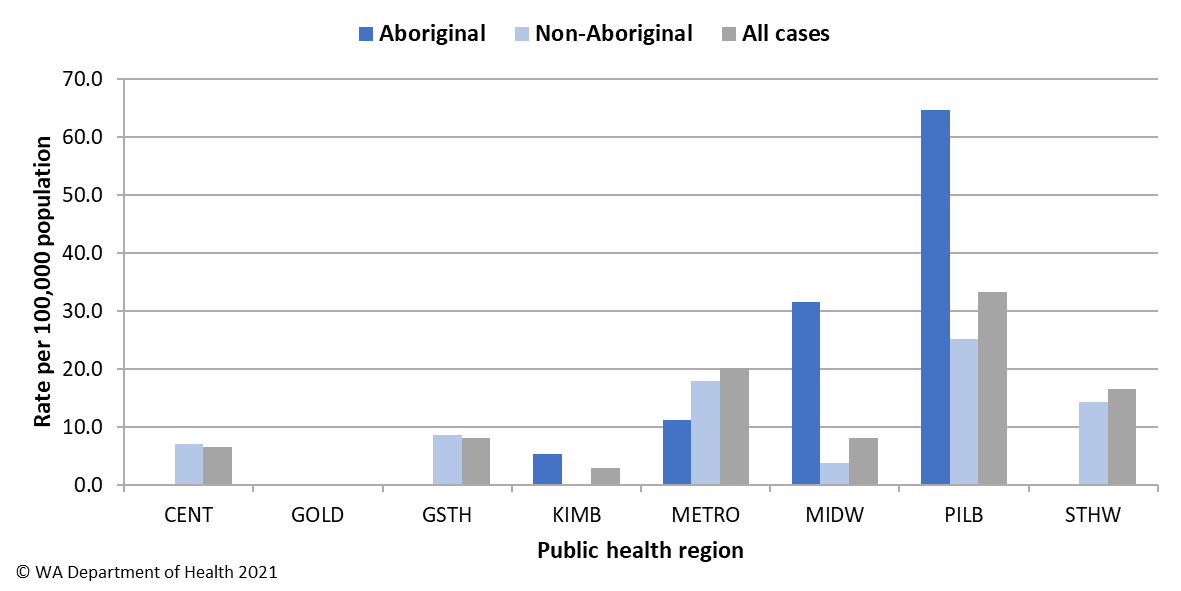 Aboriginal Non-Aboriginal All cases
Rate per 100,000 population
70.0
60.0
50.0
40.0
30.0
20.0
10.0
0.0
CENT GOLD GSTH KIMB METRO MIDW PILB STHW
Public health region
© WA Department of Health 2021